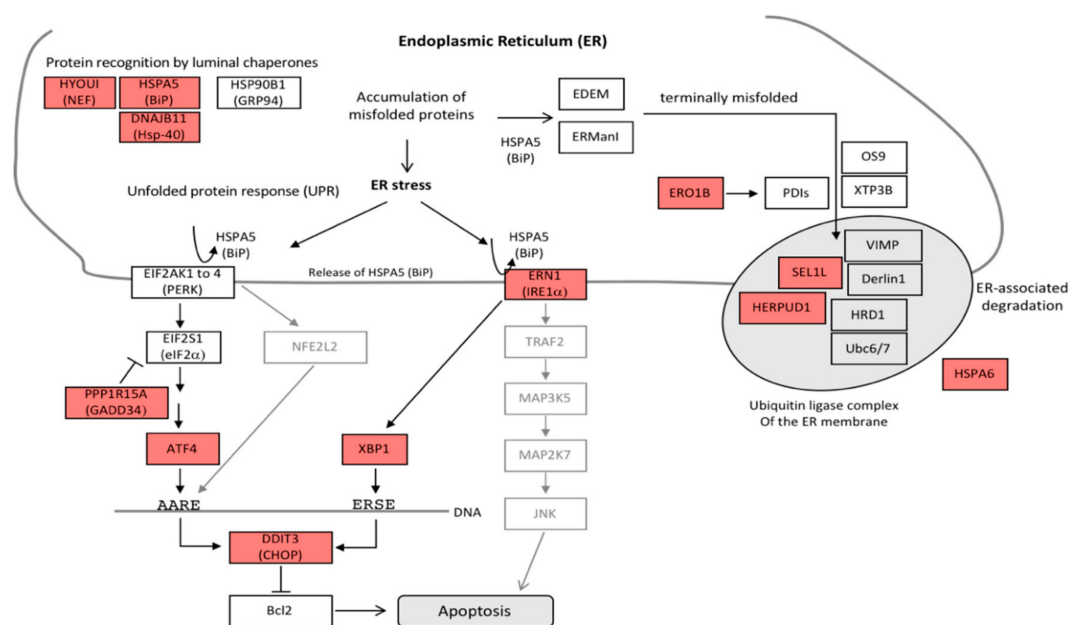 Endoplasmic Reticulum (ER)
Protein recognition by luminal chaperones
HYOUI
(NEF)
HSPA5
(BiP)
HSP90B1
(GRP94)
DNAJB11
(Hsp-40)
Accumulation of
misfolded proteins
HSPA5
(BiP)
EDEM
ERManI
terminally misfolded
OS9
XTP3B
ERO1B
PDIs
Unfolded protein response (UPR)
ER stress
HSPA5
(BiP)
HSPA5
(BiP)
EIF2AK1 to 4
(PERK)
Release of HSPA5 (BiP)
ERN1
(IRE1α)
VIMP
SEL1L
Derlin1
HERPUD1
HRD1
Ubc6/7
ER-associated
degradation
HSPA6
Ubiquitin ligase complex
Of the ER membrane
EIF2S1
(eIF2α)
NFE2L2
TRAF2
PPP1R15A
(GADD34)
MAP3K5
ATF4
XBP1
MAP2K7
AARE
ERSE
DNA
JNK
DDIT3
(CHOP)
Bcl2
Apoptosis